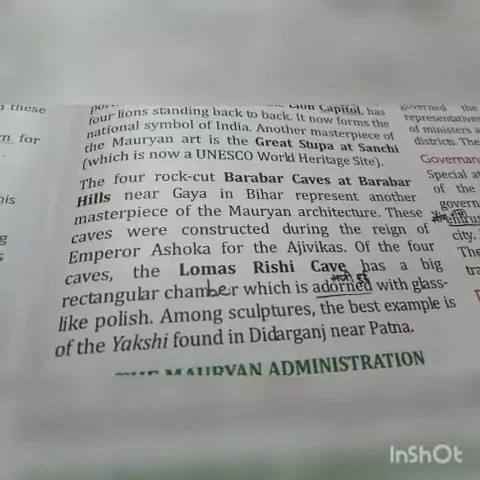 n these
n for
Lion Capitol, has
four lions standing back to back. It now forms the
national symbol of India. Another masterpiece of
the Mauryan art is the Great Stupa at Sanchi
(which is now a UNESCO World Heritage Site).
The four rock-cut Barabar Caves at Barabar
Hills near Gaya in Bihar represent another
masterpiece of the Mauryan architecture. These
caves were constructed during the reign of
Emperor Ashoka for the Ajivikas. Of the four
caves, the Lomas Rishi Cave has a big
rectangular chamber which is adorned with glass-
like polish. Among sculptures, the best example is
of the Yakshi found in Didarganj near Patna.
THE MAURYAN ADMINISTRATION
governed the
representatives
of ministers a
districts. The
Governan
Special at
of the
govern
entrus
city.
The
tra
InShOt